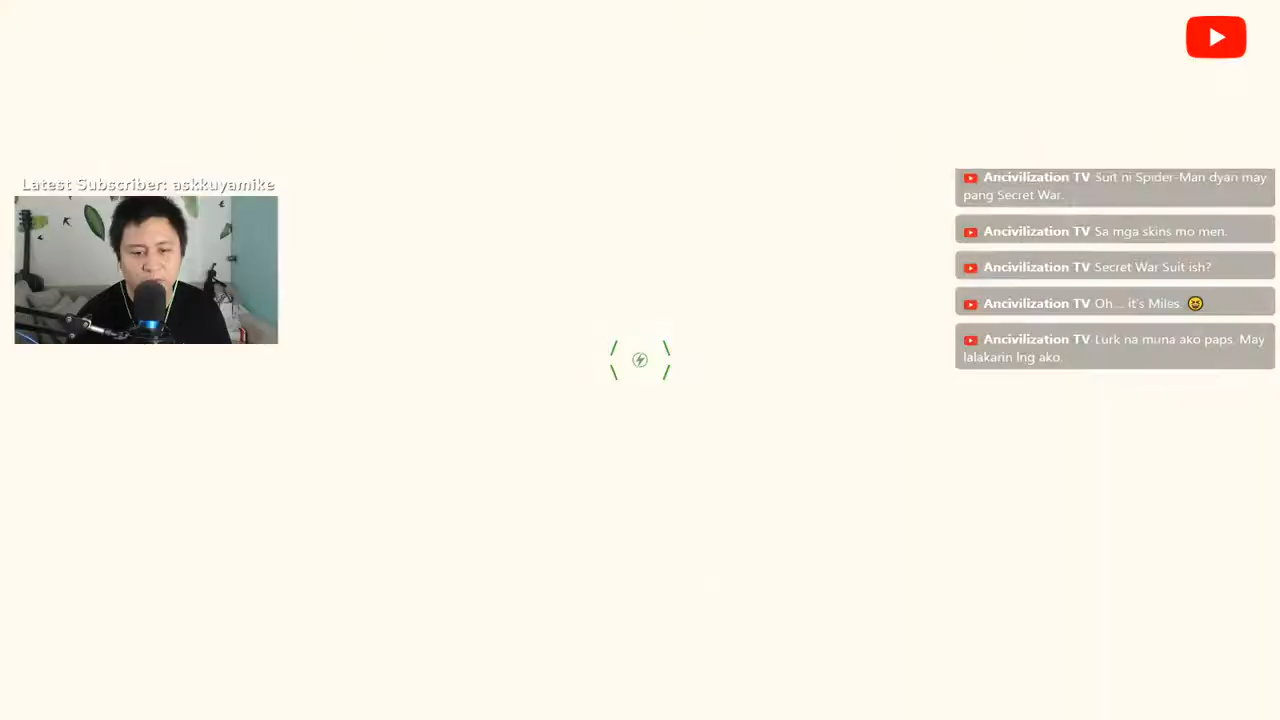 Latest Subscriber: askkuyamike
Ancivilization TV Suit ni Spider-Man dyan may
pang Secret War.
Ancivilization TV Sa mga skins mo men.
Ancivilization TV Secret War Suit ish?
Ancivilization TV Oh... it's Miles. 😆
Ancivilization TV Lurk na muna ako paps. May
lalakarin lng ako.